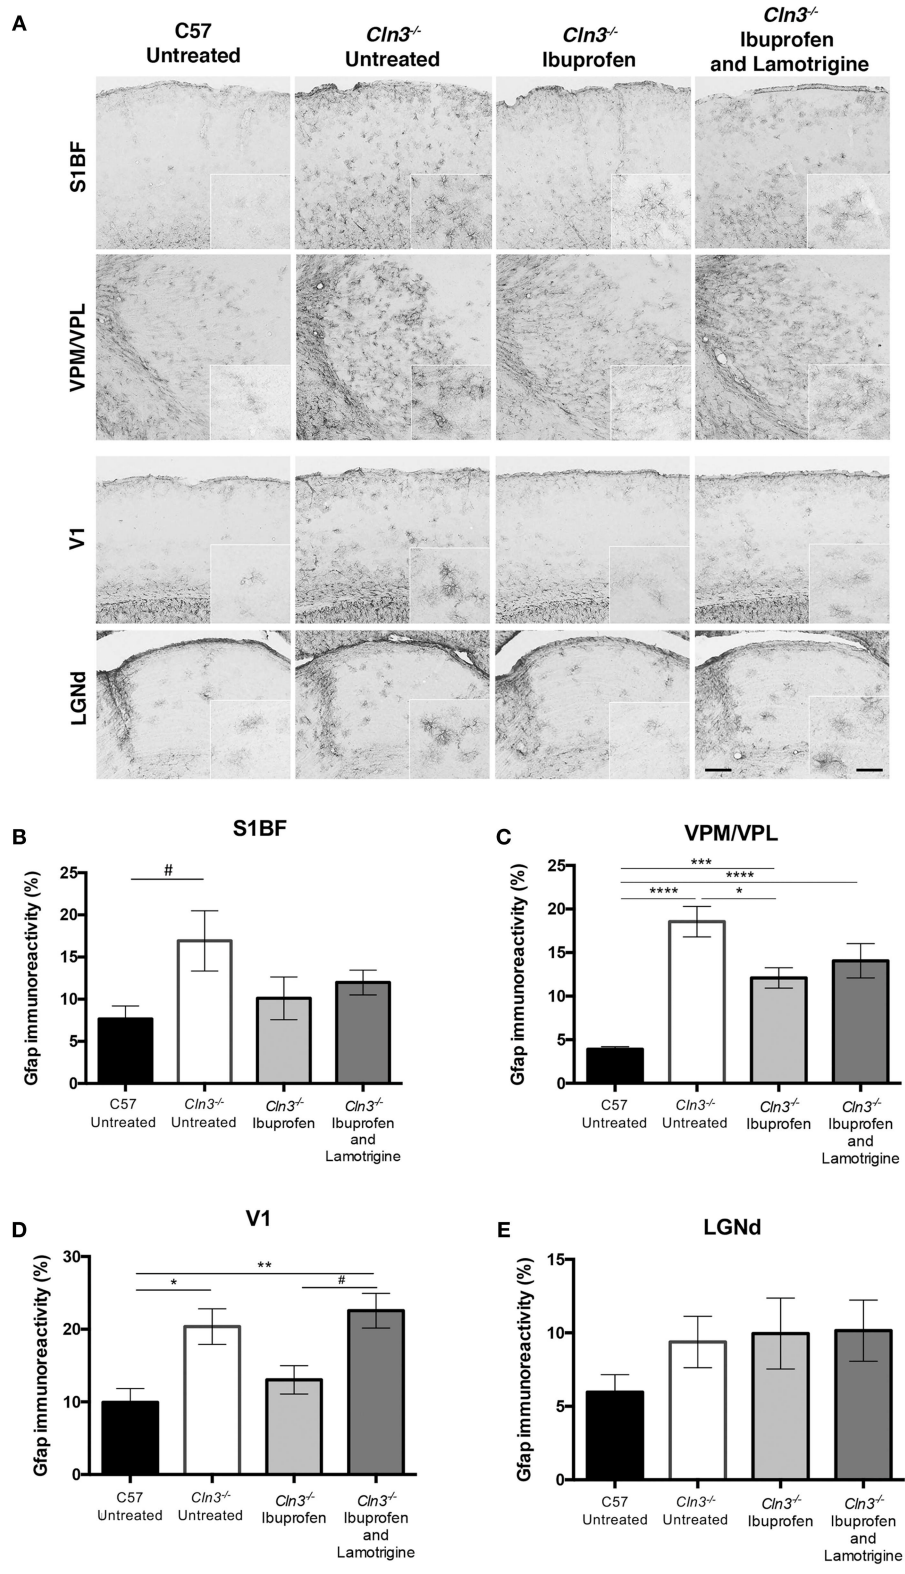 A
C57
Untreated
Cln3-/-
Untreated
Cln3-/-
Ibuprofen
Cln3-/-
Ibuprofen
and Lamotrigine
S1BF
VPM/VPL
V1
LGNd
B
S1BF
Gfap immunoreactivity (%)
25
20
15
10
5
0
#
C57
Untreated
Cln3-/-
Untreated
Cln3-/-
Ibuprofen
Cln3-/-
Ibuprofen
and
Lamotrigine
C
VPM/VPL
Gfap immunoreactivity (%)
25
20
15
10
5
0
***
****
**** *
C57
Untreated
Cln3-/-
Untreated
Cln3-/-
Ibuprofen
Cln3-/-
Ibuprofen
and
Lamotrigine
D
V1
Gfap immunoreactivity (%)
30
20
10
0
**
* #
C57
Untreated
Cln3-/-
Untreated
Cln3-/-
Ibuprofen
Cln3-/-
Ibuprofen
and
Lamotrigine
E
LGNd
Gfap immunoreactivity (%)
15
10
5
0
C57
Untreated
Cln3-/-
Untreated
Cln3-/-
Ibuprofen
Cln3-/-
Ibuprofen
and
Lamotrigine